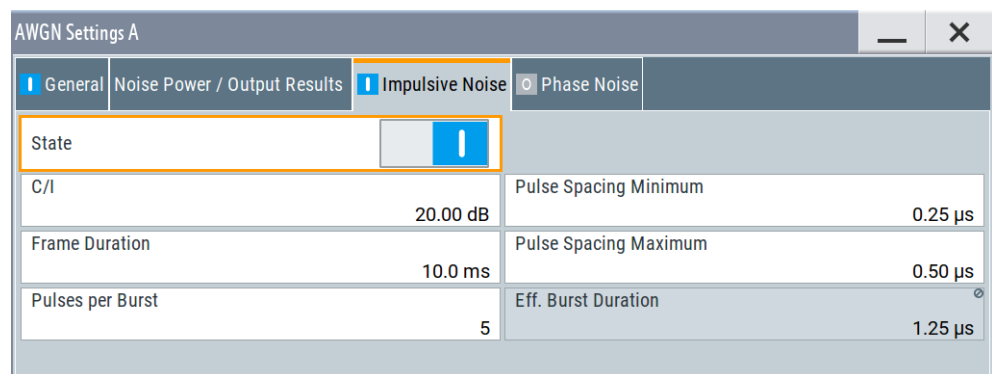 AWGN Settings A
General Noise Power / Output Results Impulsive Noise Phase Noise
State
C/I
20.00 dB
Pulse Spacing Minimum
0.25 µs
Frame Duration
10.0 ms
Pulse Spacing Maximum
0.50 µs
Pulses per Burst
5
Eff. Burst Duration
1.25 µs